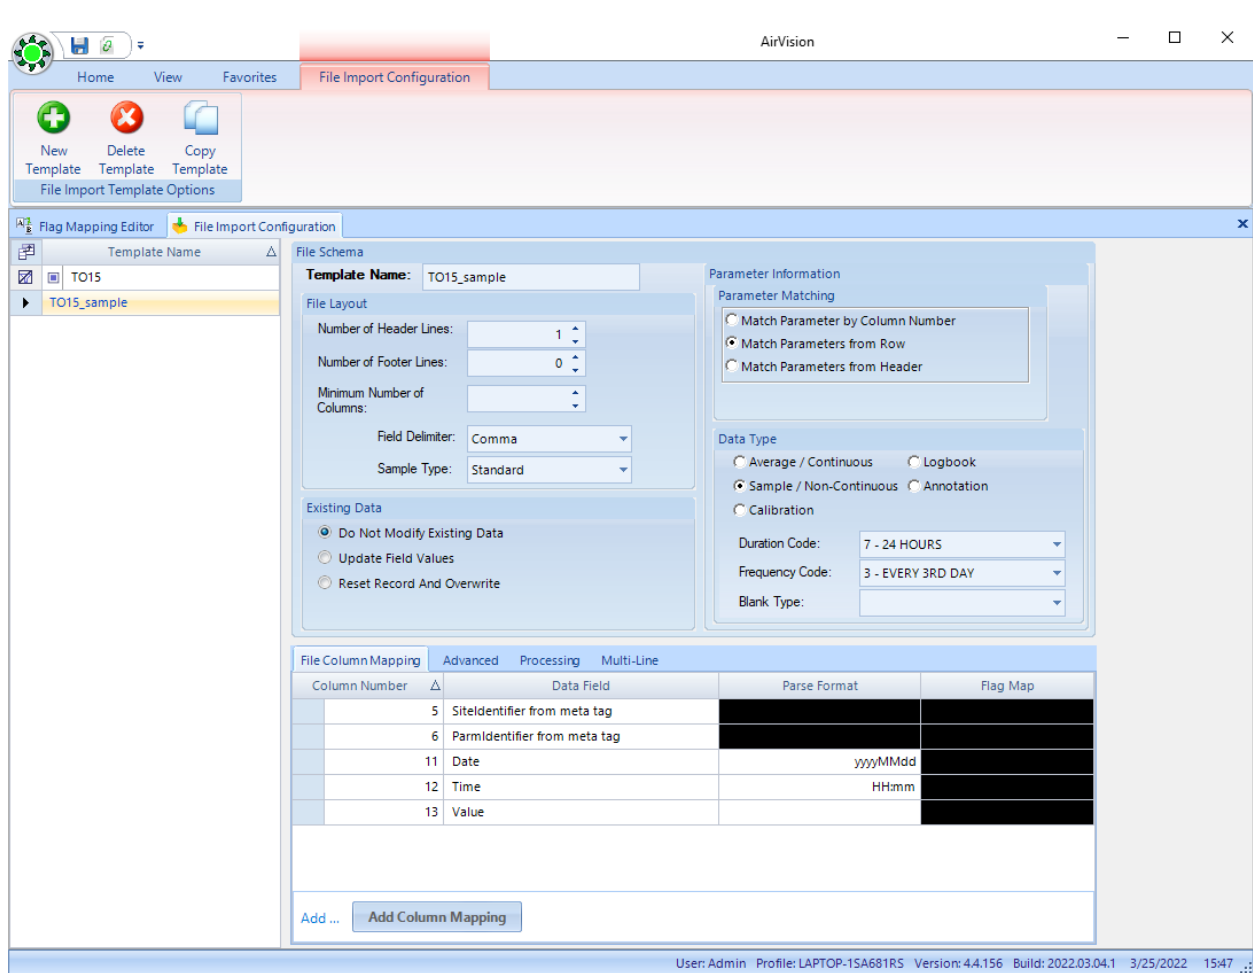 AirVision
Home View Favorites File Import Configuration
New Template
Delete Template
Copy Template
File Import Template Options
Flag Mapping Editor File Import Configuration
Template Name
TO15
TO15_sample
File Schema
Template Name: TO15_sample
File Layout
Number of Header Lines: 1
Number of Footer Lines: 0
Minimum Number of
Columns:
Field Delimiter: Comma
Sample Type: Standard
Existing Data
Do Not Modify Existing Data
Update Field Values
Reset Record And Overwrite
Parameter Information
Parameter Matching
Match Parameter by Column Number
Match Parameters from Row
Match Parameters from Header
Data Type
Average / Continuous Logbook
Sample / Non-Continuous Annotation
Calibration
Duration Code: 7 - 24 HOURS
Frequency Code: 3 - EVERY 3RD DAY
Blank Type:
File Column Mapping Advanced Processing Multi-Line
Column Number Data Field Parse Format Flag Map
5 SiteIdentifier from meta tag
6 ParmIdentifier from meta tag
11 Date yyyyMMdd
12 Time HH:mm
13 Value
Add ... Add Column Mapping
User: Admin Profile: LAPTOP-1SA681RS Version: 4.4.156 Build: 2022.03.04.1 3/25/2022 15:47